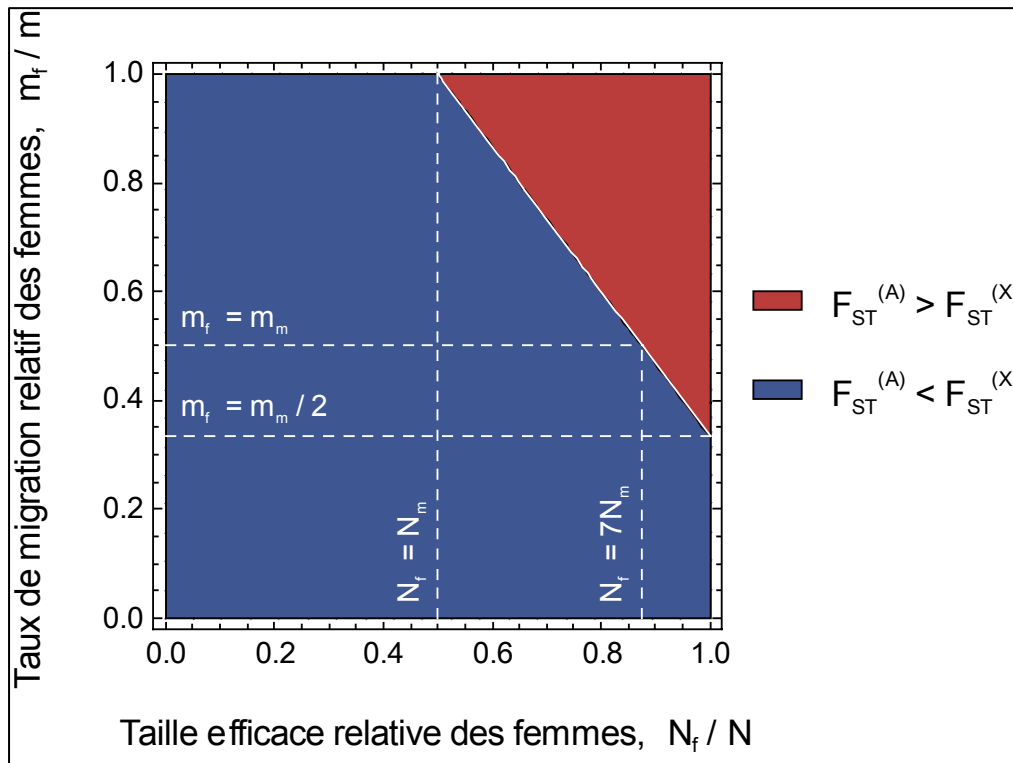 Taux de migration relatif des femmes, m_f / m
1.0
0.8
0.6
0.4
0.2
0.0
m_f = m_m
m_f = m_m / 2
N_f = N_m
N_f = 7N_m
0.0 0.2 0.4 0.6 0.8 1.0
Taille efficace relative des femmes, N_f / N
F_ST^(A) > F_ST^(X
F_ST^(A) < F_ST^(X